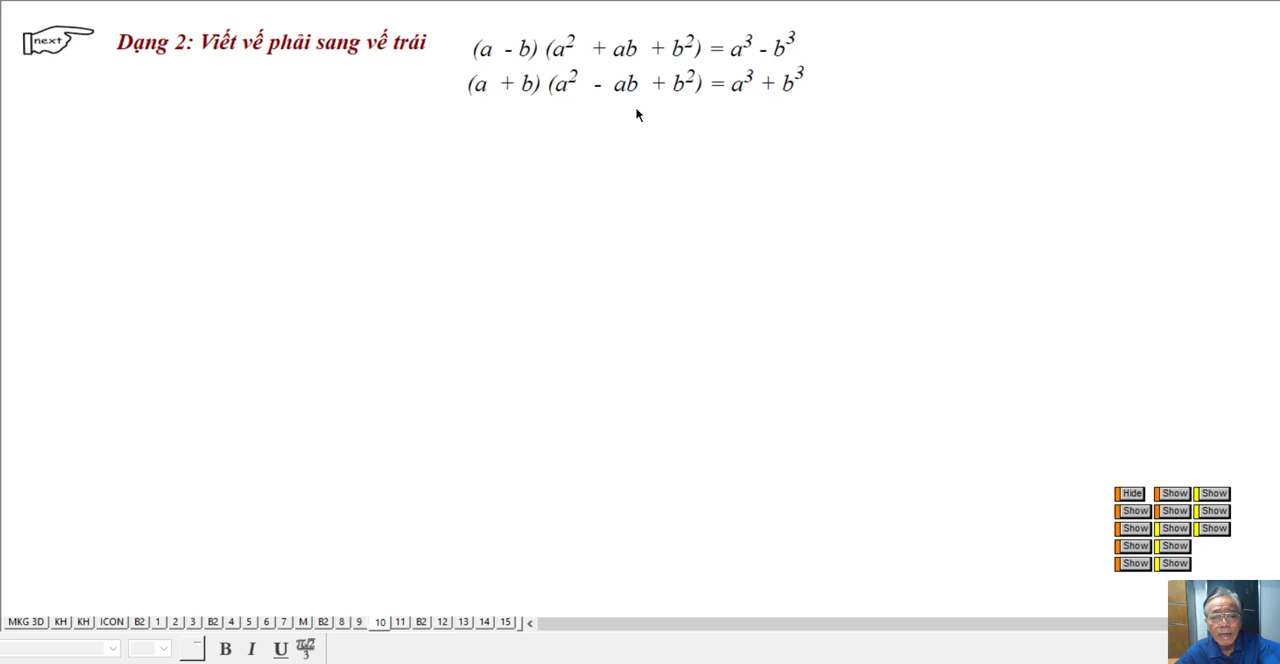 next
Dạng 2: Viết vế phải sang vế trái
(a - b) (a² + ab + b²) = a³ - b³
(a + b) (a² - ab + b²) = a³ + b³
Hide Show Show
Show Show Show
Show Show Show
Show Show
Show Show
MKG 3D KH KH ICON B2 1 2 3 B2 4 5 6 7 M B2 8 9 10 11 B2 12 13 14 15 <
B I U